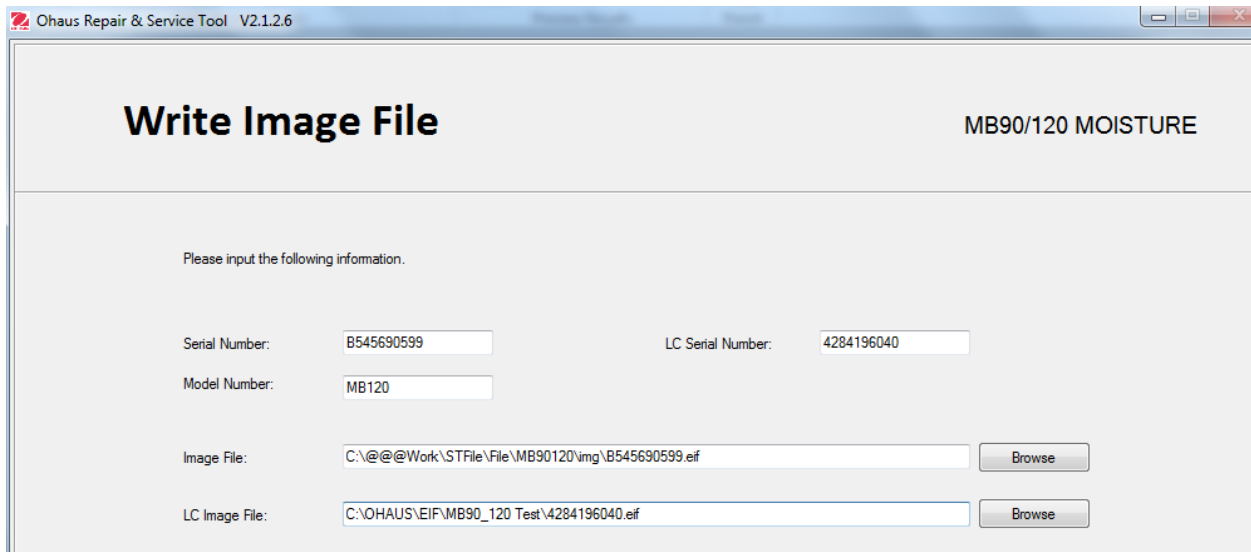 Ohaus Repair & Service Tool V2.1.2.6
Write Image File
MB90/120 MOISTURE
Please input the following information.
Serial Number: B545690599 LC Serial Number: 4284196040
Model Number: MB120
Image File: C:\@@@Work\STFile\File\MB90120\img\B545690599.eif Browse
LC Image File: C:\OHAUS\EIF\MB90_120 Test\4284196040.eif Browse